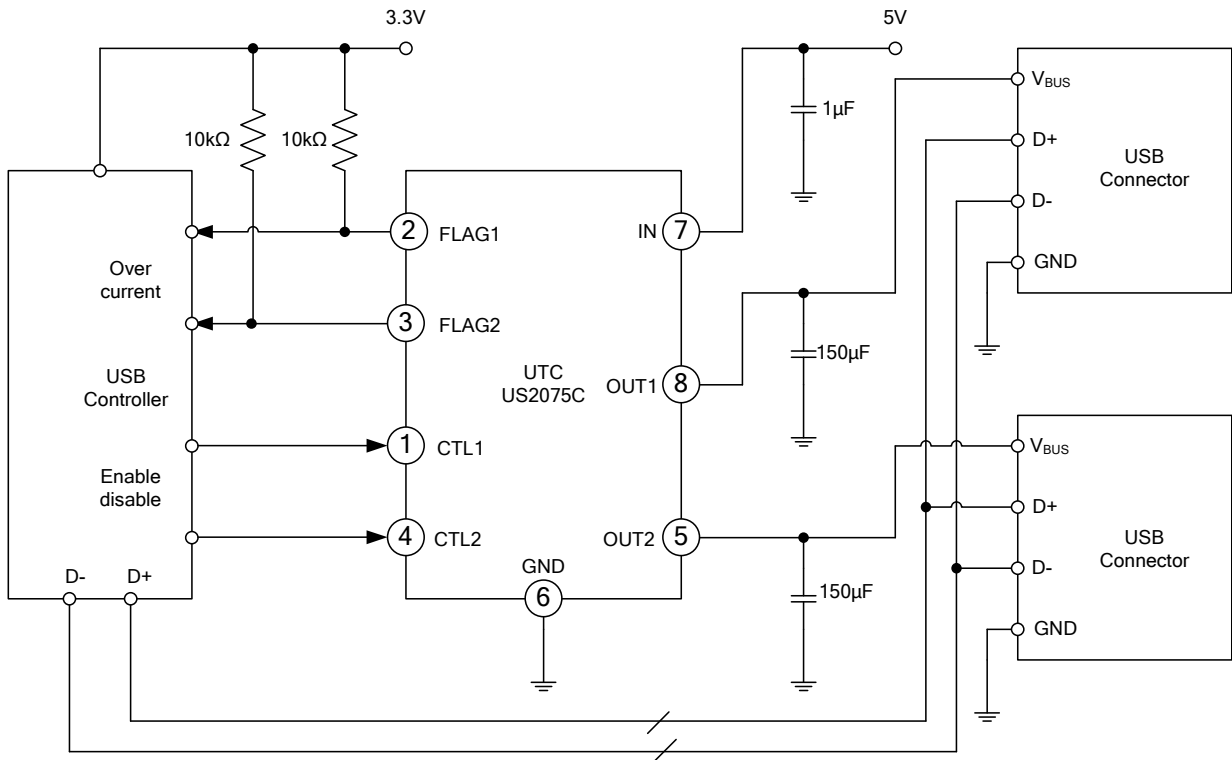 3.3V
5V
10kΩ
10kΩ
1µF
VBUS
D+
D-
GND
USB
Connector
2
FLAG1
IN
7
Over
current
3
FLAG2
150µF
UTC
US2075C
OUT1
8
USB
Controller
1
CTL1
Enable
disable
4
CTL2
OUT2
5
GND
6
150µF
VBUS
D+
D-
GND
USB
Connector
D-
D+